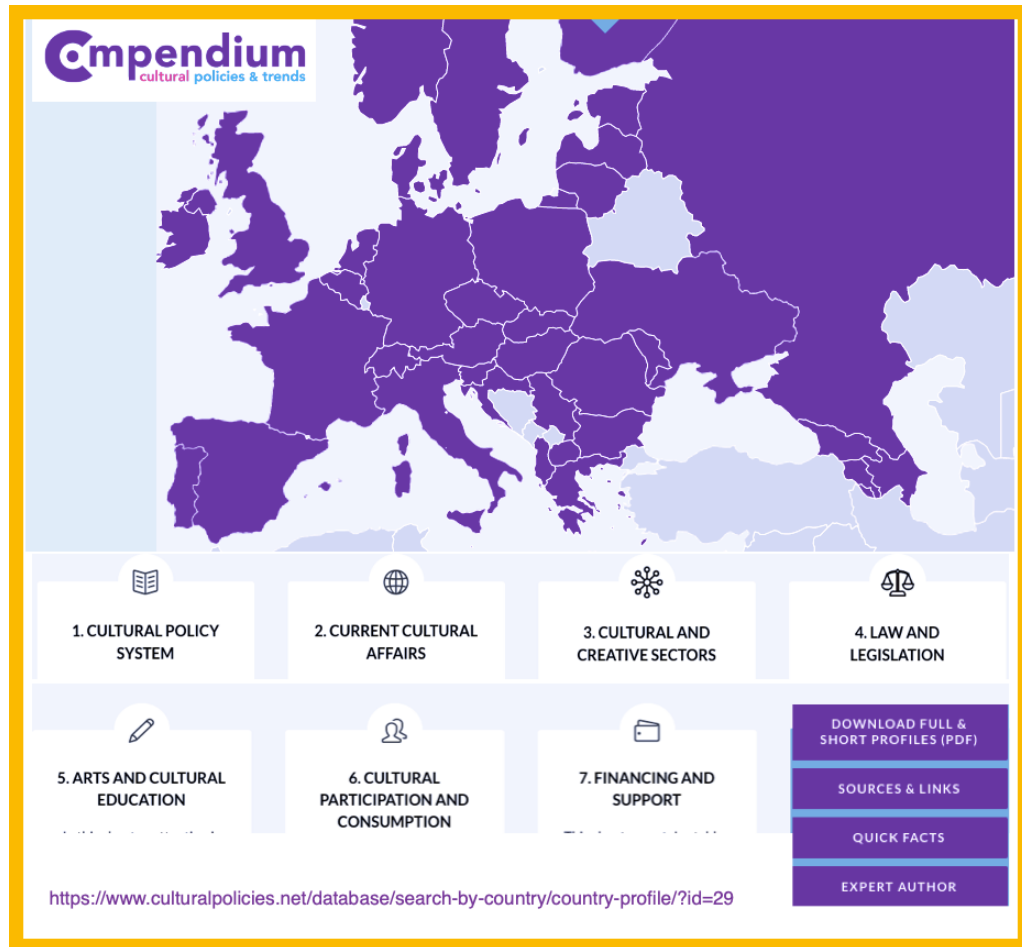 Compendium
cultural policies & trends
1. CULTURAL POLICY
SYSTEM
2. CURRENT CULTURAL
AFFAIRS
3. CULTURAL AND
CREATIVE SECTORS
4. LAW AND
LEGISLATION
5. ARTS AND CULTURAL
EDUCATION
6. CULTURAL
PARTICIPATION AND
CONSUMPTION
7. FINANCING AND
SUPPORT
DOWNLOAD FULL &
SHORT PROFILES (PDF)
SOURCES & LINKS
QUICK FACTS
EXPERT AUTHOR
https://www.culturalpolicies.net/database/search-by-country/country-profile/?id=29